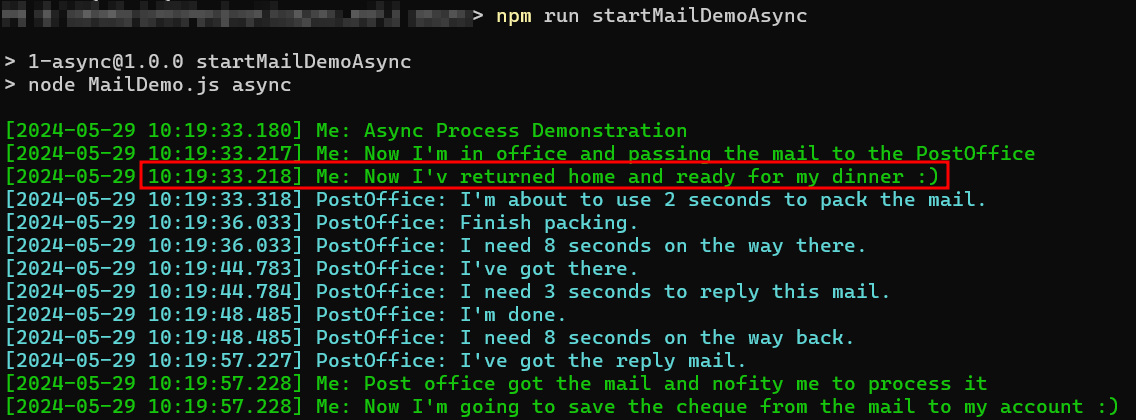 > npm run startMailDemoAsync
> 1-async@1.0.0 startMailDemoAsync
> node MailDemo.js async
[2024-05-29 10:19:33.180] Me: Async Process Demonstration
[2024-05-29 10:19:33.217] Me: Now I'm in office and passing the mail to the PostOffice
[2024-05-29 10:19:33.218] Me: Now I'v returned home and ready for my dinner :)
[2024-05-29 10:19:33.318] PostOffice: I'm about to use 2 seconds to pack the mail.
[2024-05-29 10:19:36.033] PostOffice: Finish packing.
[2024-05-29 10:19:36.033] PostOffice: I need 8 seconds on the way there.
[2024-05-29 10:19:44.783] PostOffice: I've got there.
[2024-05-29 10:19:44.784] PostOffice: I need 3 seconds to reply this mail.
[2024-05-29 10:19:48.485] PostOffice: I'm done.
[2024-05-29 10:19:48.485] PostOffice: I need 8 seconds on the way back.
[2024-05-29 10:19:57.227] PostOffice: I've got the reply mail.
[2024-05-29 10:19:57.228] Me: Post office got the mail and nofity me to process it
[2024-05-29 10:19:57.228] Me: Now I'm going to save the cheque from the mail to my account :)